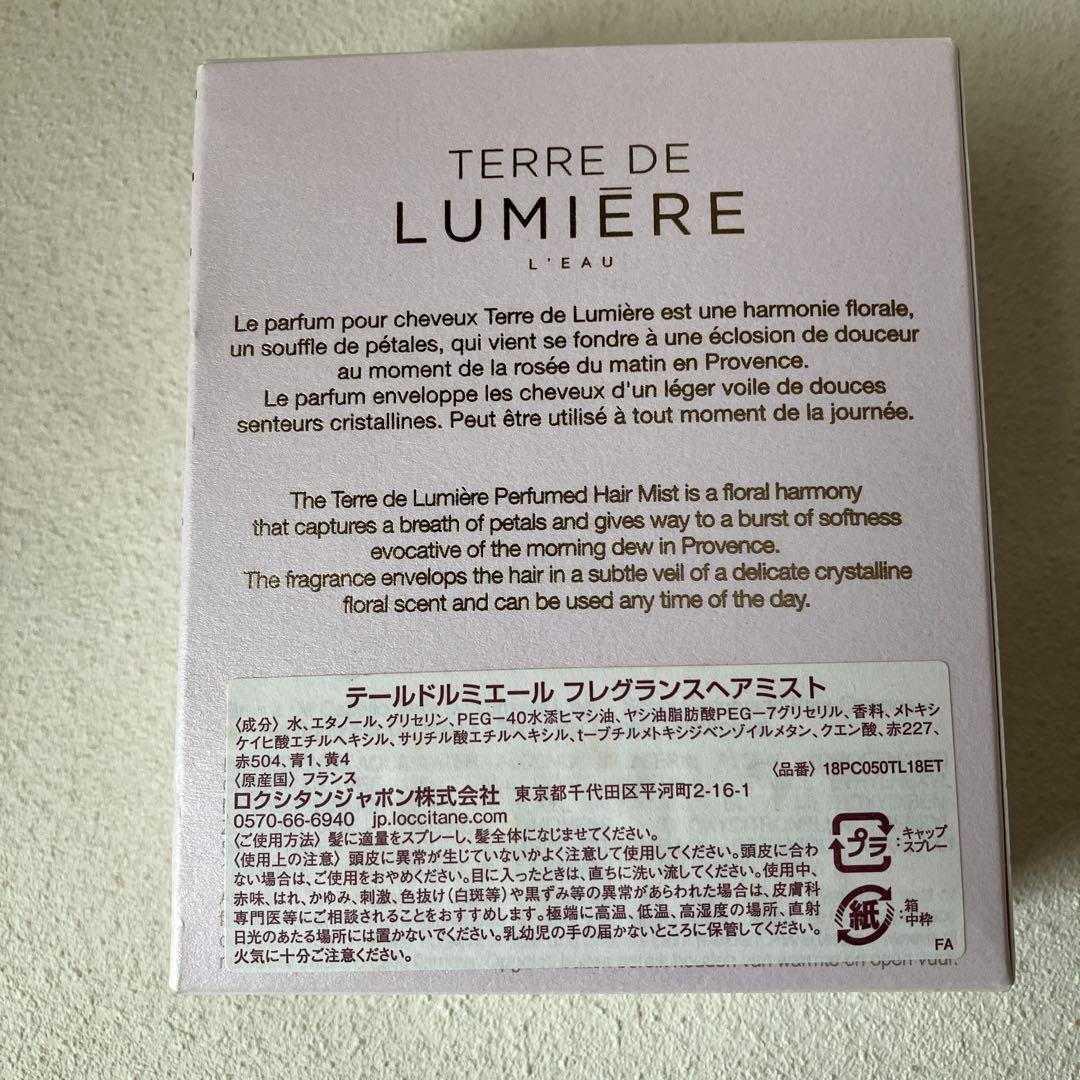 TERRE DE
LUMIĒRE
L'EAU
Le parfum pour cheveux Terre de Lumière est une harmonie florale,
un souffle de pétales, qui vient se fondre à une éclosion de douceur
au moment de la rosée du matin en Provence.
Le parfum enveloppe les cheveux d'un léger voile de douces
senteurs cristallines. Peut être utilisé à tout moment de la journée.
The Terre de Lumière Perfumed Hair Mist is a floral harmony
that captures a breath of petals and gives way to a burst of softness
evocative of the morning dew in Provence.
The fragrance envelops the hair in a subtle veil of a delicate crystalline
floral scent and can be used any time of the day.
テールドルミエール フレグランスヘアミスト
〈成分〉水、エタノール、グリセリン、PEG-40水添ヒマシ油、ヤシ油脂肪酸PEG-7グリセリル、香料、メトキシ
ケイヒ酸エチルヘキシル、サリチル酸エチルヘキシル、t-ブチルメトキシジベンゾイルメタン、クエン酸、赤227、
赤504、青1、黄4
〈品番〉18PC050TL18ET
〈原産国〉フランス
ロクシタンジャポン株式会社 東京都千代田区平河町2-16-1
0570-66-6940 jp.loccitane.com
〈ご使用方法〉髪に適量をスプレーし、髪全体になじませてください。
〈使用上の注意〉頭皮に異常が生じていないかよく注意して使用してください。頭皮に合わ
ない場合は、ご使用をおやめください。目に入ったときは、直ちに洗い流してください。使用中、
赤味、はれ、かゆみ、刺激、色抜け(白斑等)や黒ずみ等の異常があらわれた場合は、皮膚科
専門医等にご相談されることをおすすめします。極端に高温、低温、高湿度の場所、直射
日光のあたる場所には置かないでください。乳幼児の手の届かないところに保管してください。
火気に十分ご注意ください。
プラ :キャップ
スプレー
紙 :箱
中枠
FA